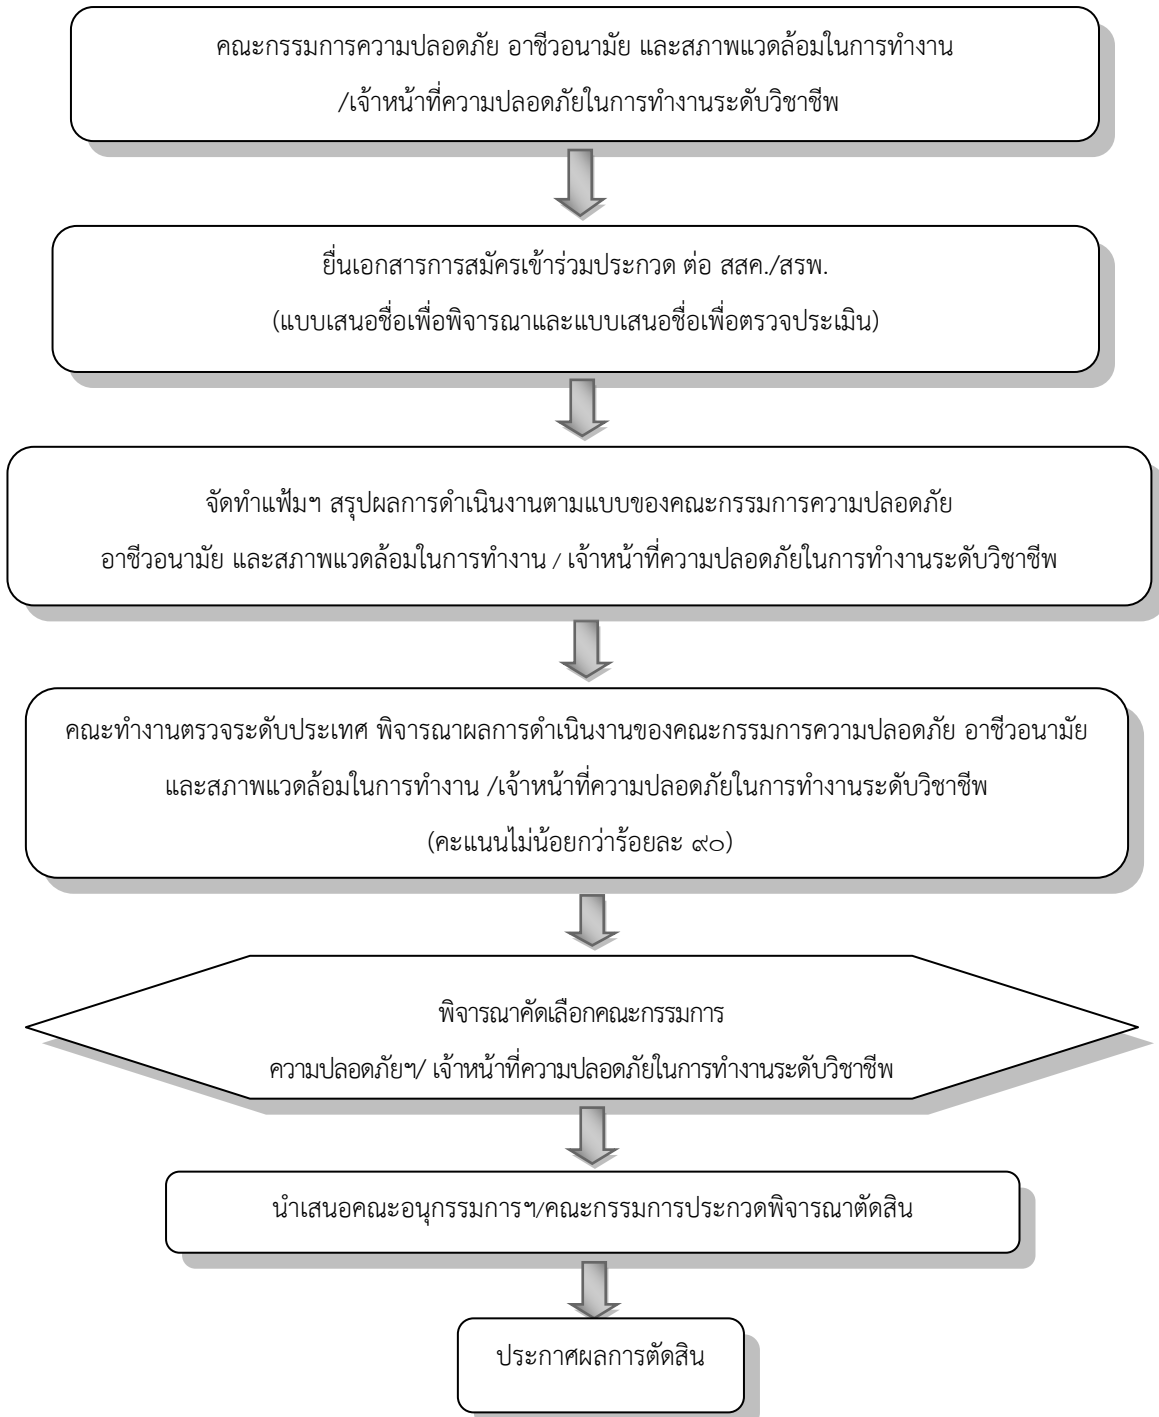 คณะกรรมการความปลอดภัย อาชีวอนามัย และสภาพแวดล้อมในการทำงาน
/เจ้าหน้าที่ความปลอดภัยในการทำงานระดับวิชาชีพ
ยื่นเอกสารการสมัครเข้าร่วมประกวด ต่อ สสค./สรพ.
(แบบเสนอชื่อเพื่อพิจารณาและแบบเสนอชื่อเพื่อตรวจประเมิน)
จัดทำแฟ้มฯ สรุปผลการดำเนินงานตามแบบของคณะกรรมการความปลอดภัย
อาชีวอนามัย และสภาพแวดล้อมในการทำงาน / เจ้าหน้าที่ความปลอดภัยในการทำงานระดับวิชาชีพ
คณะทำงานตรวจระดับประเทศ พิจารณาผลการดำเนินงานของคณะกรรมการความปลอดภัย อาชีวอนามัย
และสภาพแวดล้อมในการทำงาน /เจ้าหน้าที่ความปลอดภัยในการทำงานระดับวิชาชีพ
(คะแนนไม่น้อยกว่าร้อยละ ๙๐)
พิจารณาคัดเลือกคณะกรรมการ
ความปลอดภัยฯ/ เจ้าหน้าที่ความปลอดภัยในการทำงานระดับวิชาชีพ
นำเสนอคณะอนุกรรมการฯ/คณะกรรมการประกวดพิจารณาตัดสิน
ประกาศผลการตัดสิน